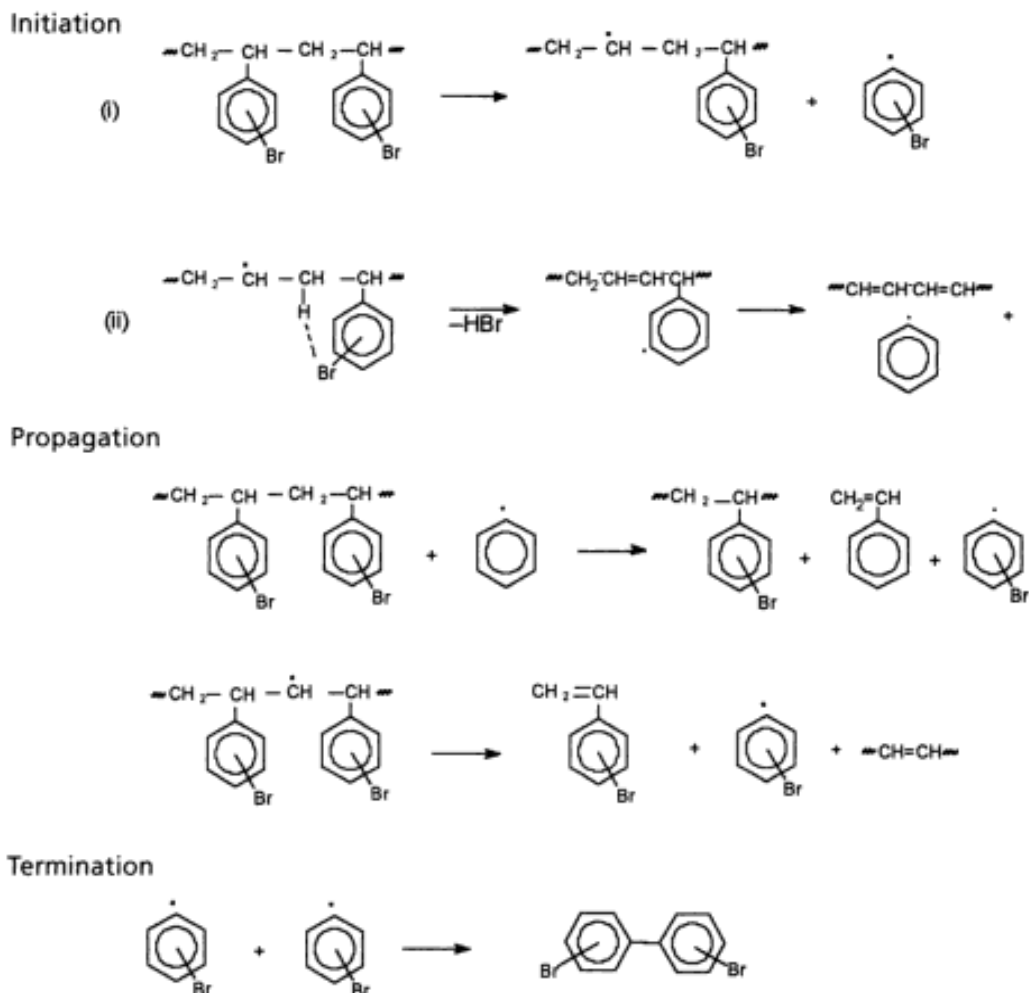 Initiation
CH2– CH – CH2–CH
CH2– ĊH – CH2–CH
(i)
+
Br
Br
Br
Br
CH2– ĊH – CH –CH
CH2-CH=CH-CH
CH=CH-CH=CH
(ii)
H
–HBr
+
Br
Propagation
CH2– CH – CH2–CH
CH2–CH
CH2=CH
+
+
+
Br
Br
Br
Br
CH2– CH – ĊH – CH
CH2=CH
+
+
CH=CH
Br
Br
Br
Br
Termination
+
Br
Br
Br
Br